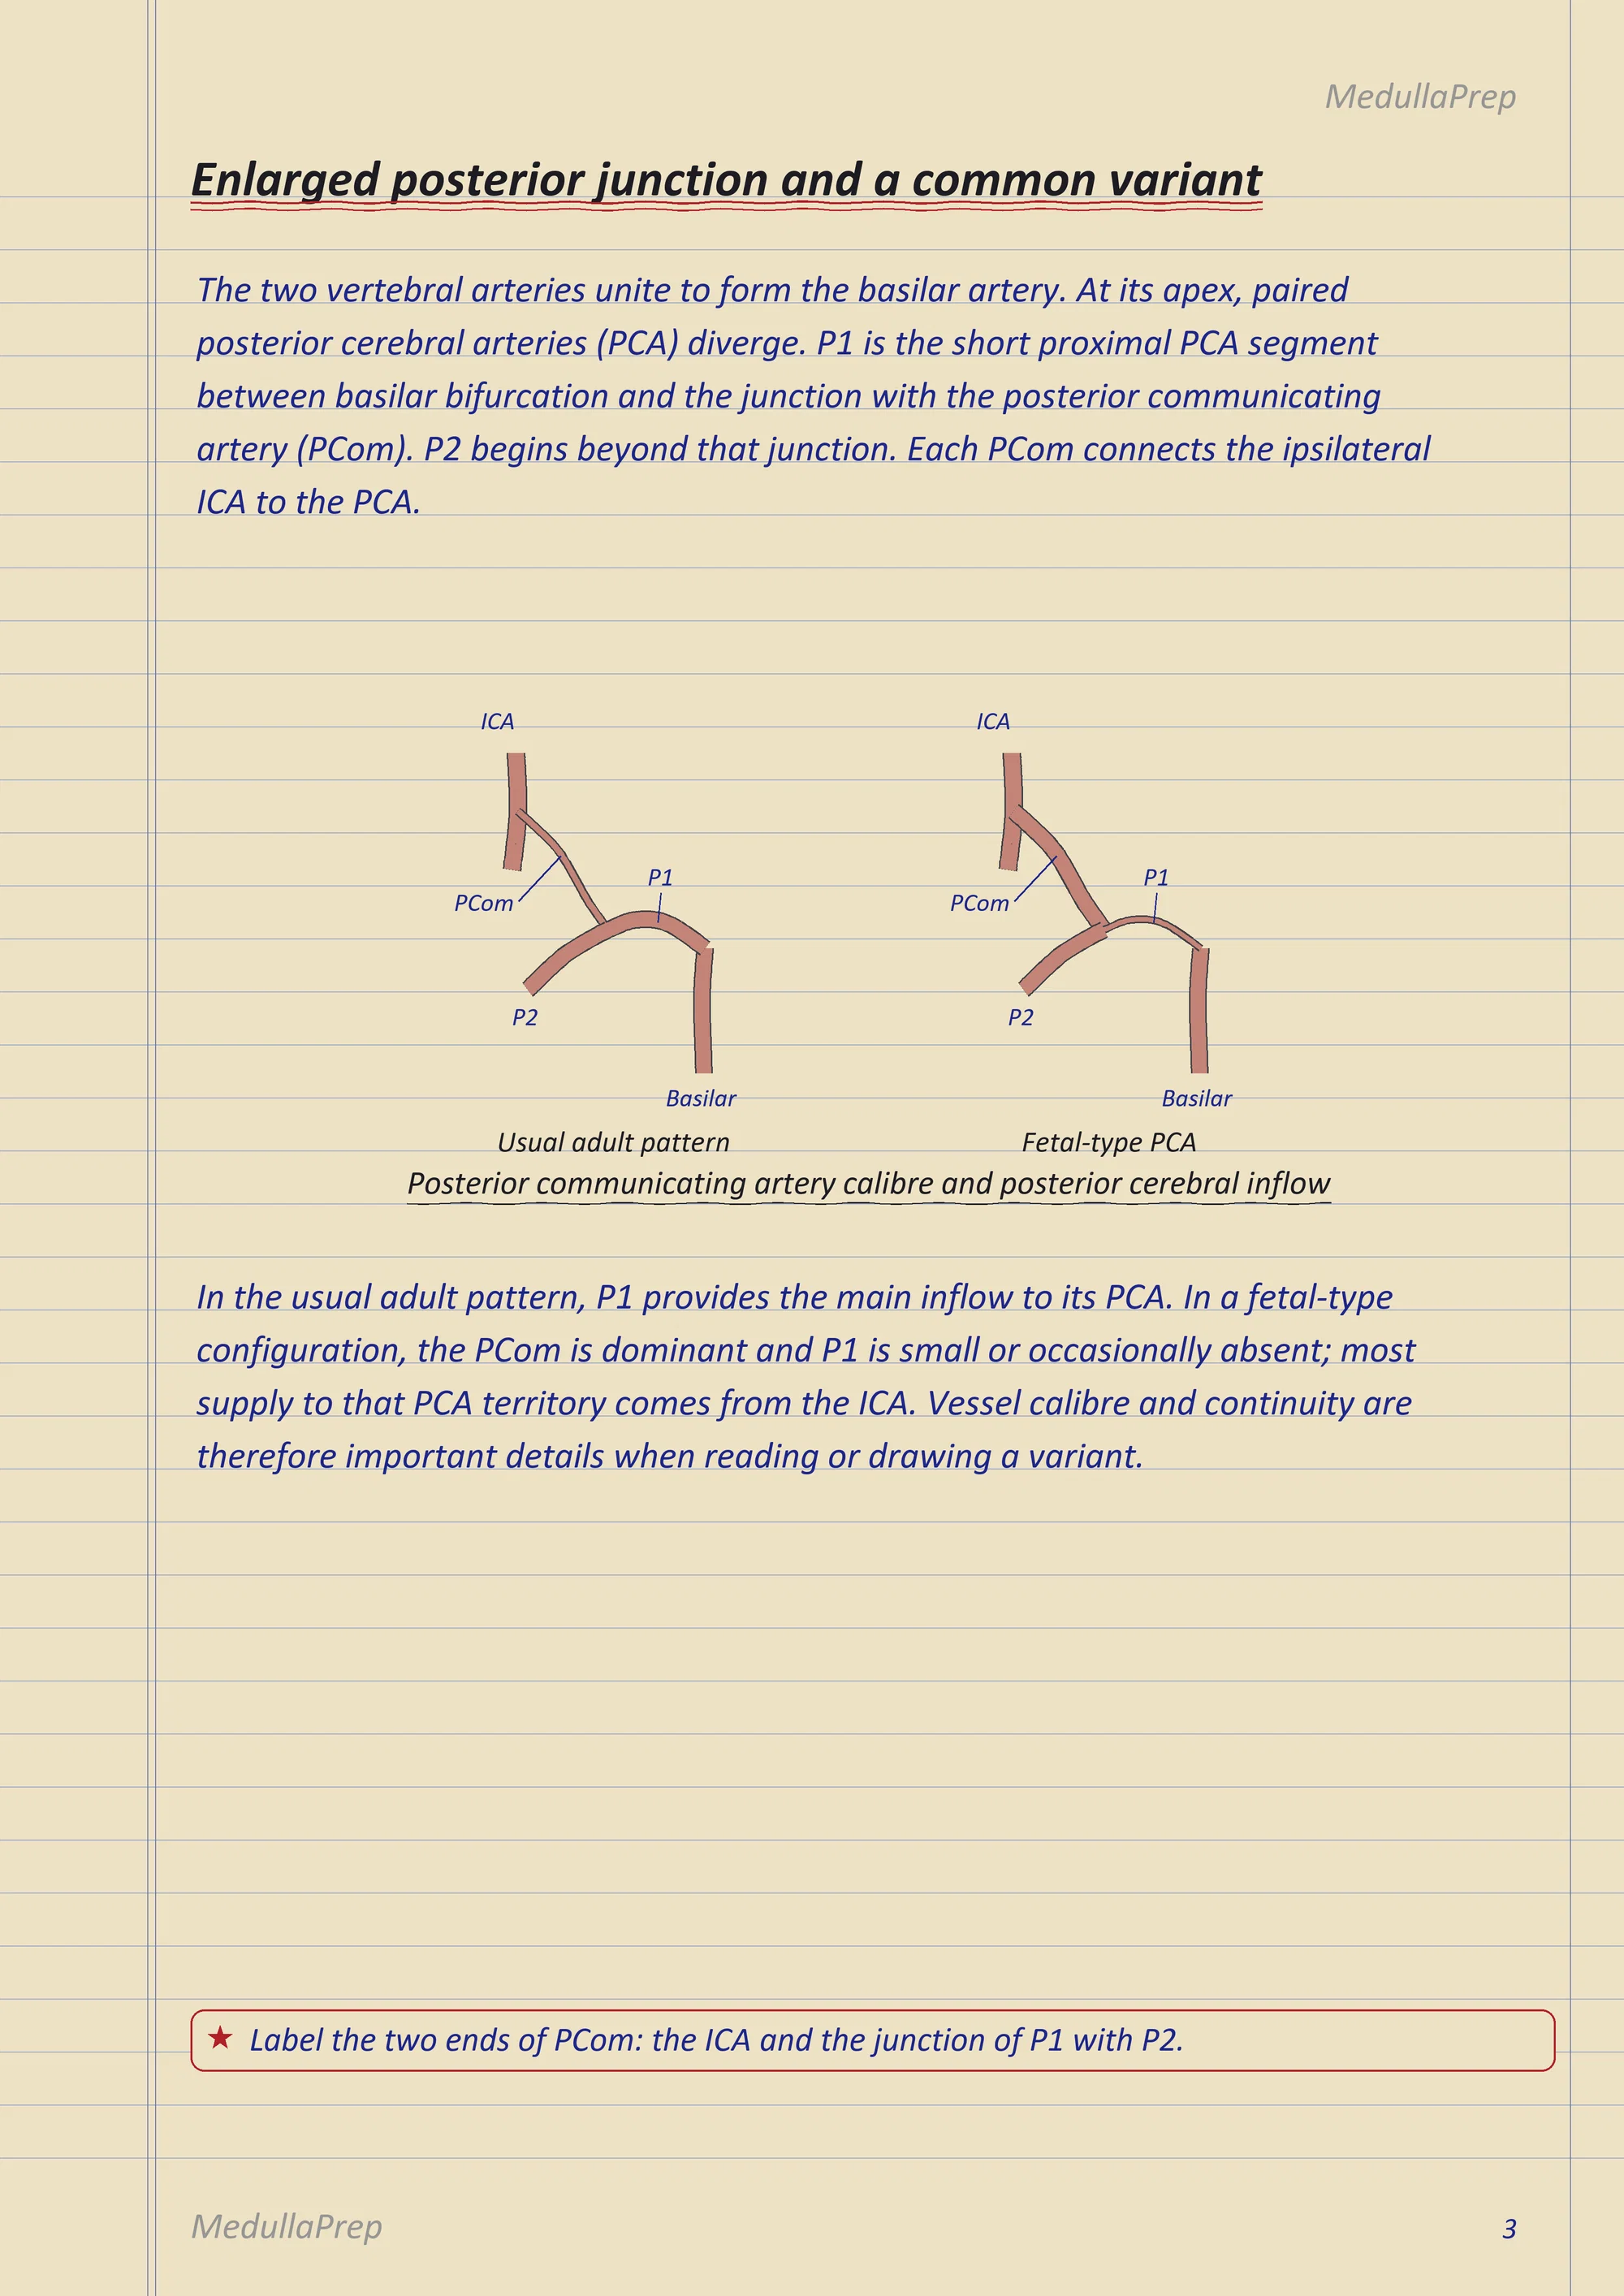 MedullaPrep
Enlarged posterior junction and a common variant
The two vertebral arteries unite to form the basilar artery. At its apex, paired
posterior cerebral arteries (PCA) diverge. P1 is the short proximal PCA segment
between basilar bifurcation and the junction with the posterior communicating
artery (PCom). P2 begins beyond that junction. Each PCom connects the ipsilateral
ICA to the PCA.
ICA
PCom
P1
P2
Basilar
Usual adult pattern
ICA
PCom
P1
P2
Basilar
Fetal-type PCA
Posterior communicating artery calibre and posterior cerebral inflow
In the usual adult pattern, P1 provides the main inflow to its PCA. In a fetal-type
configuration, the PCom is dominant and P1 is small or occasionally absent; most
supply to that PCA territory comes from the ICA. Vessel calibre and continuity are
therefore important details when reading or drawing a variant.
★ Label the two ends of PCom: the ICA and the junction of P1 with P2.
MedullaPrep
3